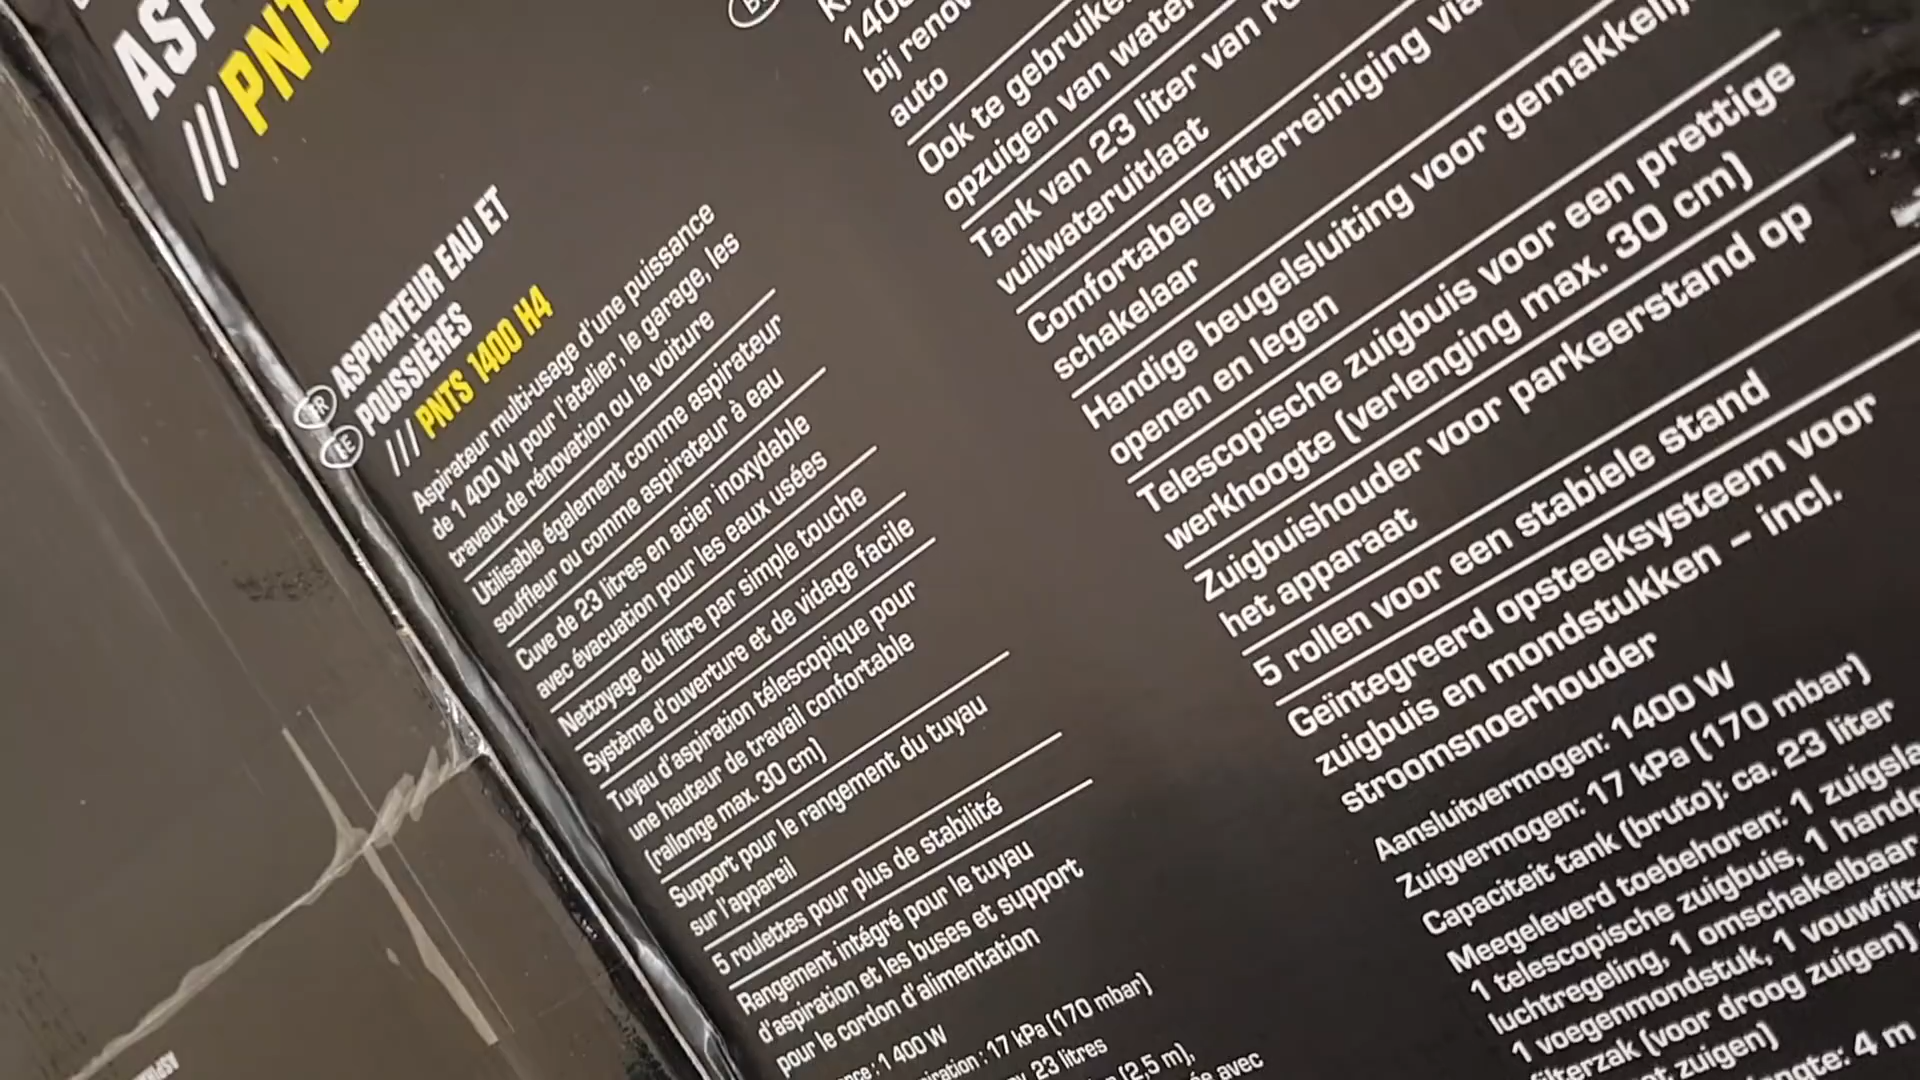 /// PNTS
FR ASPIRATEUR EAU ET
BE POUSSIÈRES
/// PNTS 1400 H4
Aspirateur multi-usage d'une puissance
de 1 400 W pour l'atelier, le garage, les
travaux de rénovation ou la voiture
Utilisable également comme aspirateur
souffleur ou comme aspirateur à eau
Cuve de 23 litres en acier inoxydable
avec évacuation pour les eaux usées
Nettoyage du filtre par simple touche
Système d'ouverture et de vidage facile
Tuyau d'aspiration télescopique pour
une hauteur de travail confortable
(rallonge max. 30 cm)
Support pour le rangement du tuyau
sur l'appareil
5 roulettes pour plus de stabilité
Rangement intégré pour le tuyau
d'aspiration et les buses et support
pour le cordon d'alimentation
: 1 400 W
: 17 kPa (170 mbar)
23 litres
(2,5 m),
avec
bij
auto
Ook te gebruiken
opzuigen van water
Tank van 23 liter van
vuilwateruitlaat
Comfortabele filterreiniging via
schakelaar
Handige beugelsluiting voor gemakkelijk
openen en legen
Telescopische zuigbuis voor een prettige
werkhoogte (verlenging max. 30 cm)
Zuigbuishouder voor parkeerstand op
het apparaat
5 rollen voor een stabiele stand
Geïntegreerd opsteeksysteem voor
zuigbuis en mondstukken – incl.
stroomsnoerhouder
Aansluitvermogen: 1400 W
Zuigvermogen: 17 kPa (170 mbar)
Capaciteit tank (bruto): ca. 23 liter
Meegeleverd toebehoren: 1
1 telescopische zuigbuis, 1
luchtregeling, 1 omschakelbaar
1 voegenmondstuk, 1
(voor droog zuigen)
zuigen)
4 m